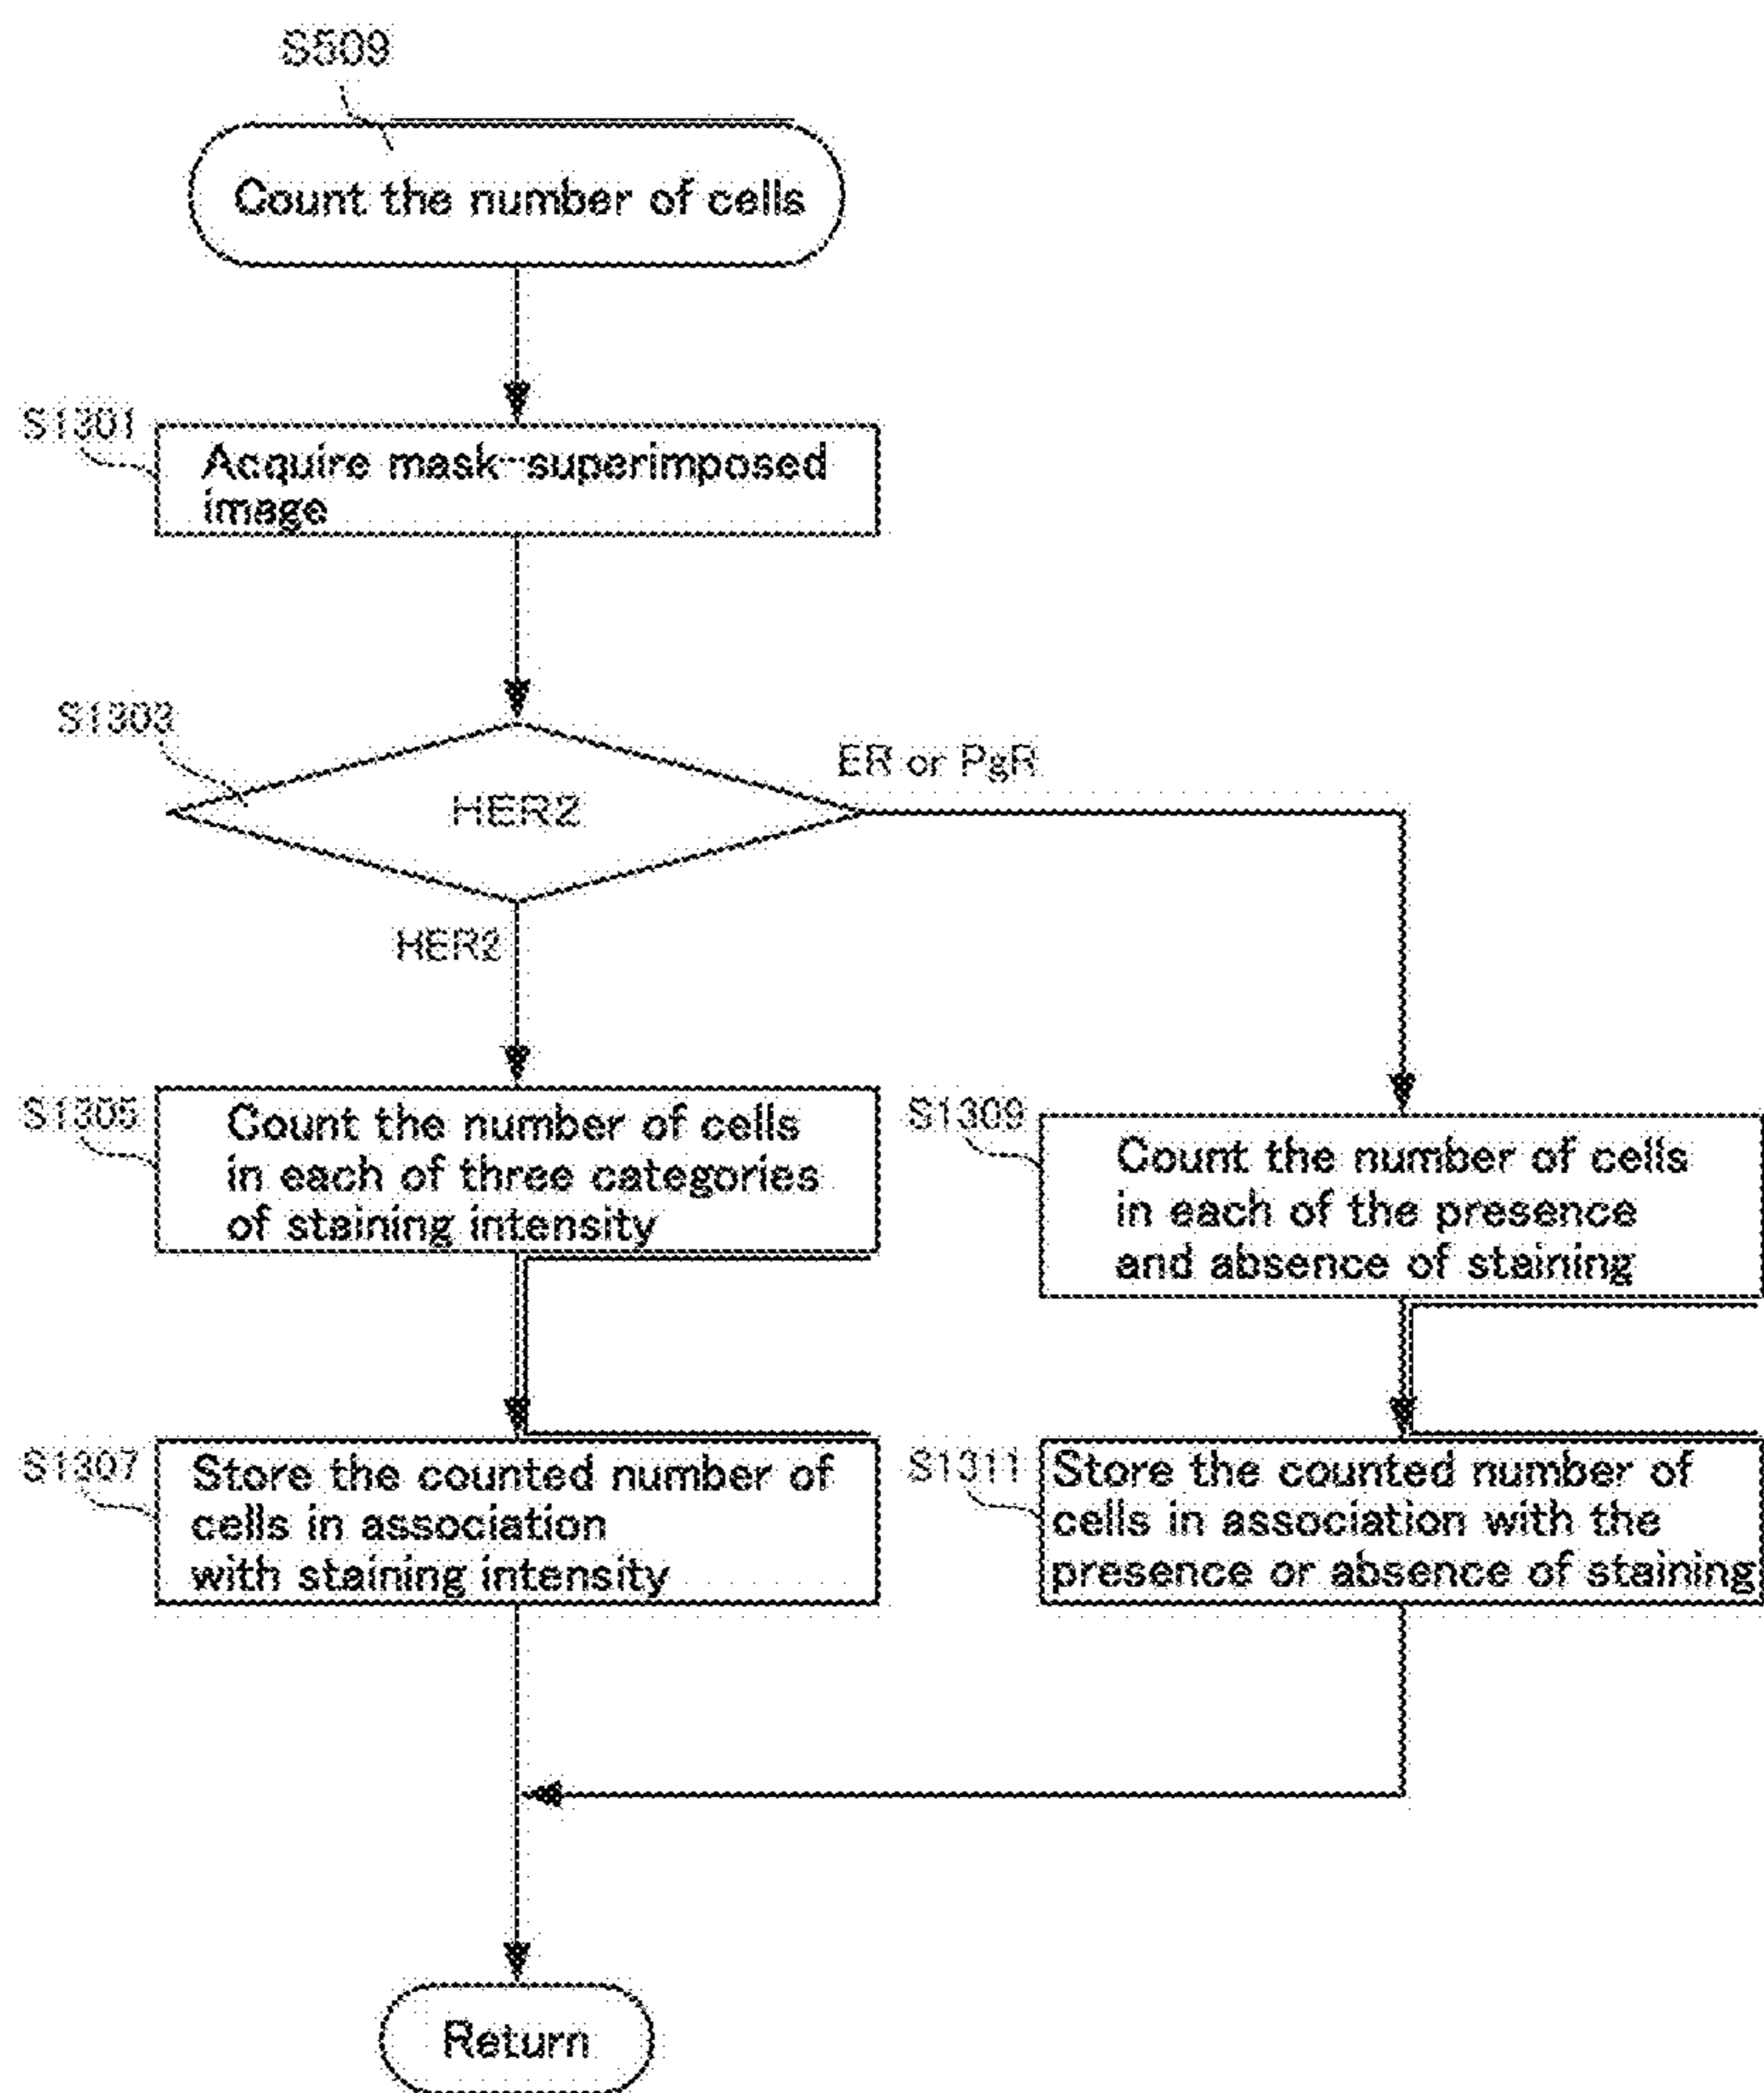 S509
Count the number of cells
S1301
Acquire mask-superimposed
image
S1303
HER2
ER or PgR
HER2
S1305
Count the number of cells
in each of three categories
of staining intensity
S1309
Count the number of cells
in each of the presence
and absence of staining
S1307
Store the counted number of
cells in association
with staining intensity
S1311
Store the counted number of
cells in association with the
presence or absence of staining
Return